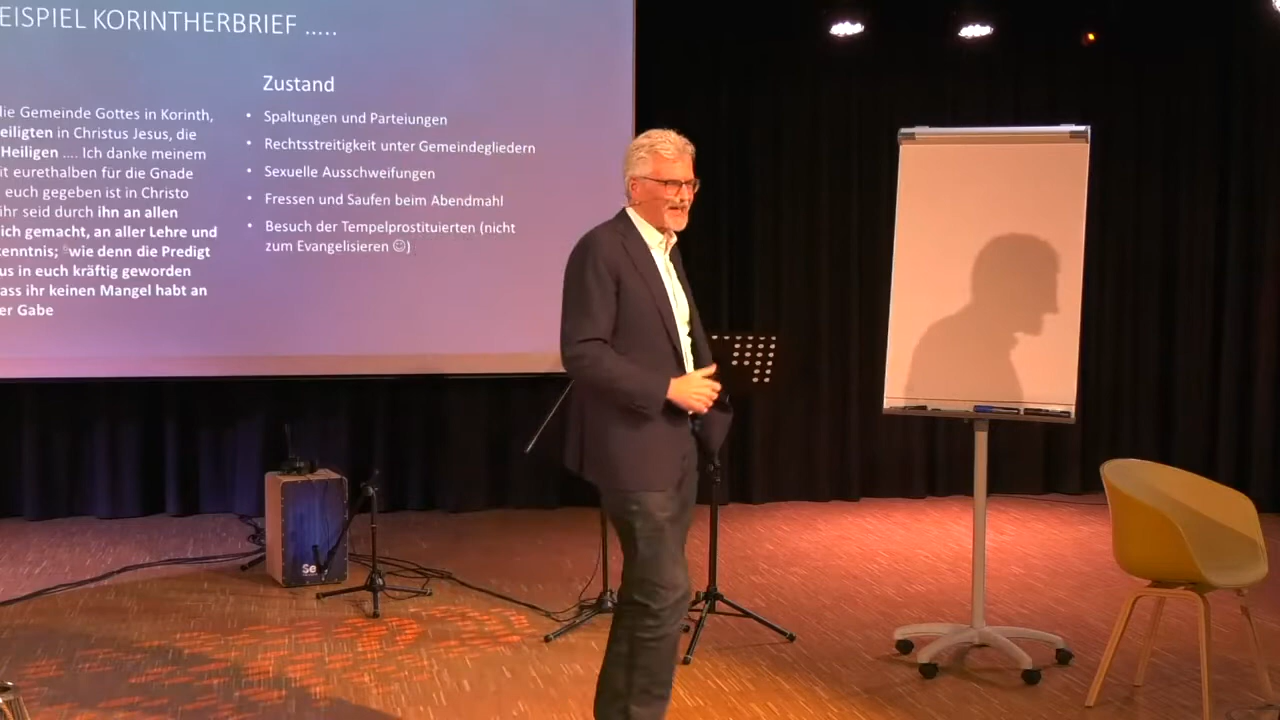 EISPIEL KORINTHERBRIEF .....
die Gemeinde Gottes in Korinth,
eiligten in Christus Jesus, die
Heiligen .... Ich danke meinem
it eurethalben für die Gnade
euch gegeben ist in Christo
ihr seid durch ihn an allen
ich gemacht, an aller Lehre und
kenntnis; 6wie denn die Predigt
us in euch kräftig geworden
ass ihr keinen Mangel habt an
er Gabe
Zustand
• Spaltungen und Parteiungen
• Rechtsstreitigkeit unter Gemeindegliedern
• Sexuelle Ausschweifungen
• Fressen und Saufen beim Abendmahl
• Besuch der Tempelprostituierten (nicht
zum Evangelisieren ☺)
Se